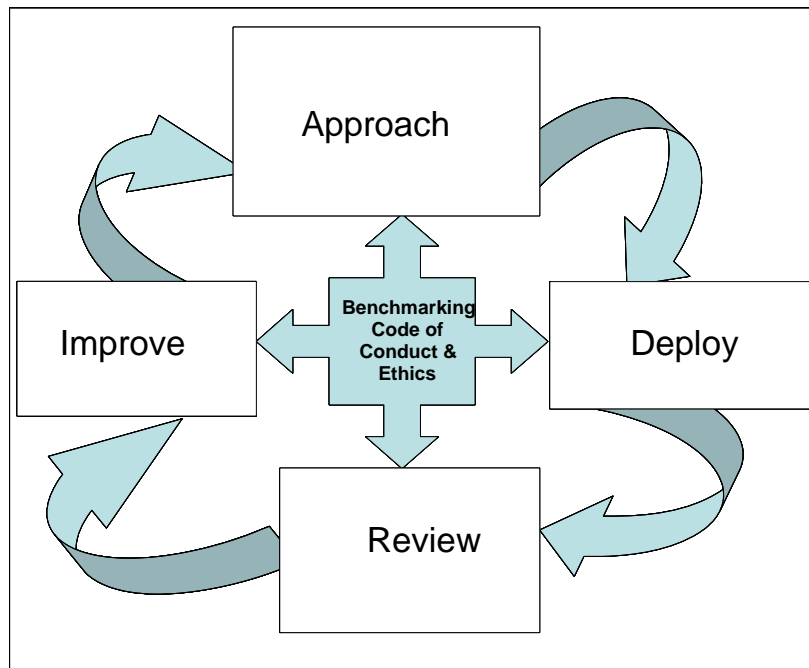 Approach
Improve
Benchmarking
Code of
Conduct &
Ethics
Deploy
Review